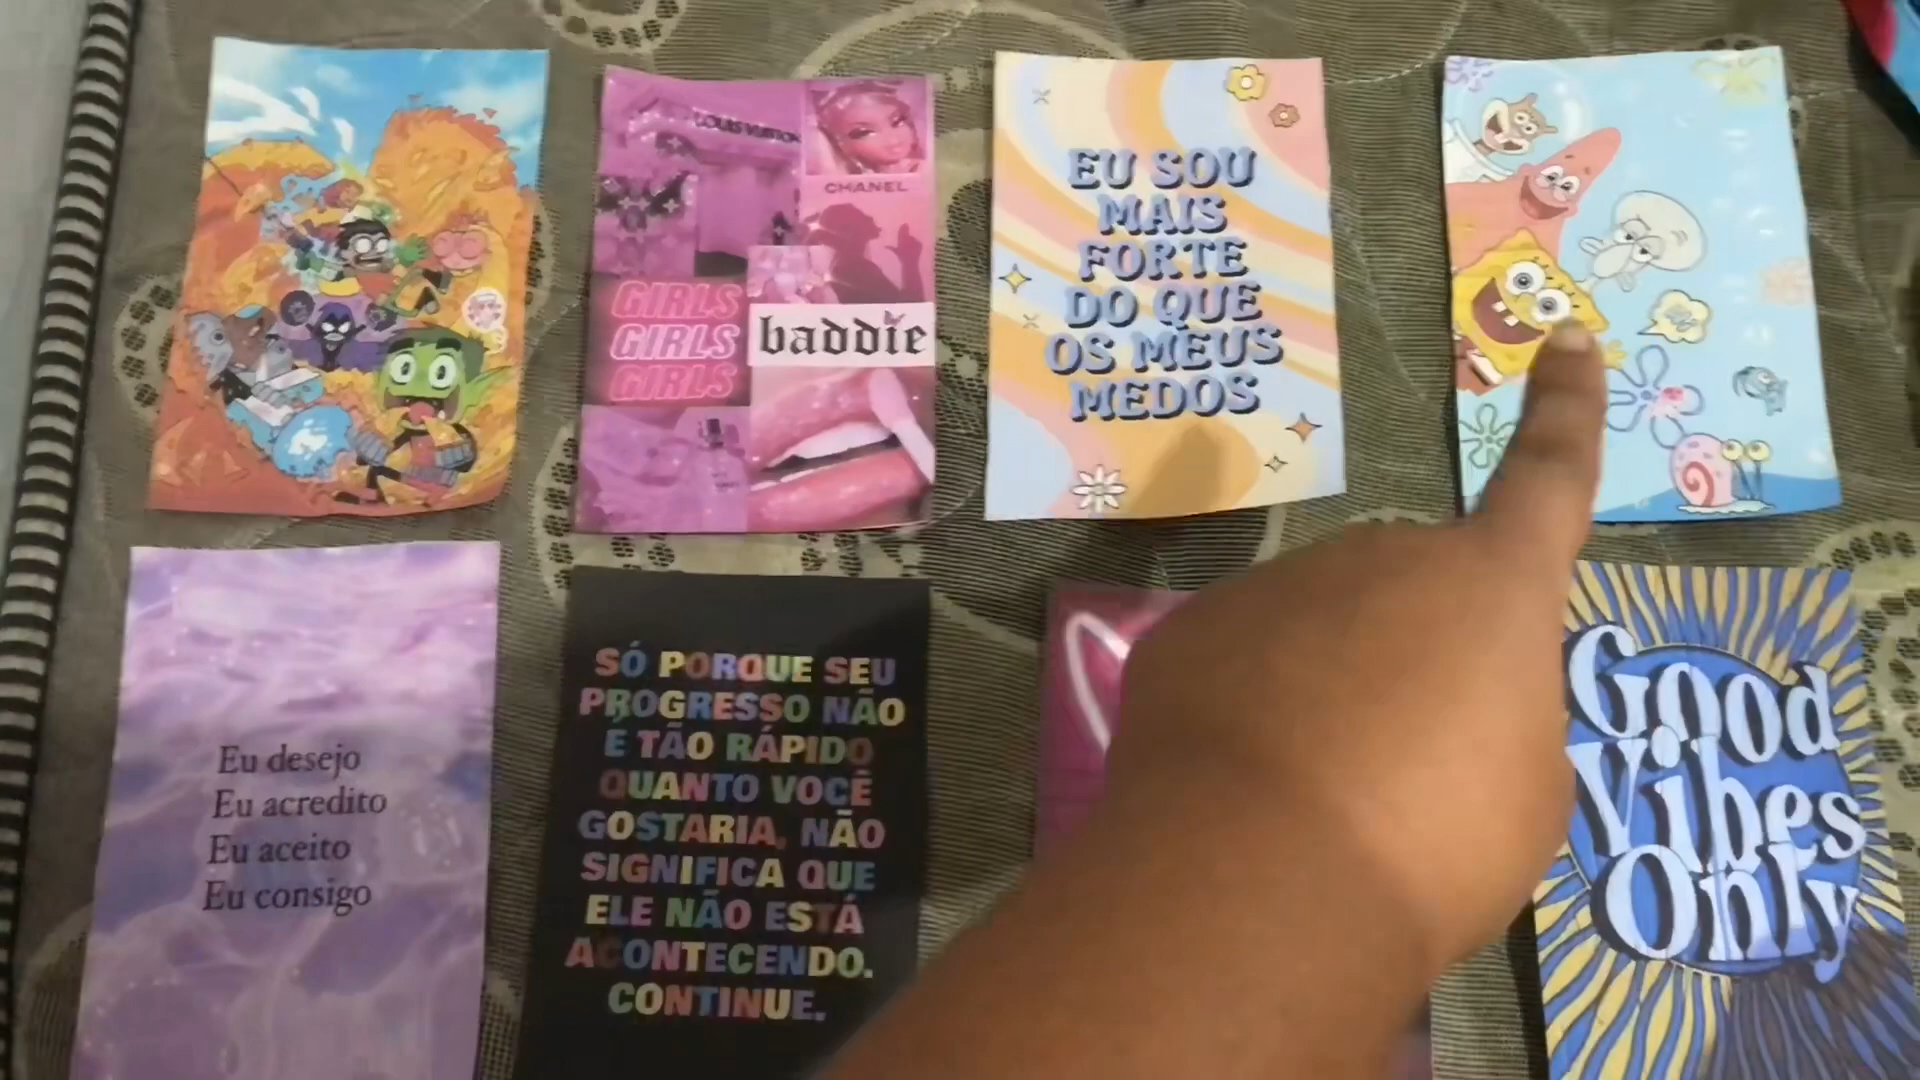 LOUIS VUITTON
CHANEL
GIRLS
GIRLS
GIRLS
baddie
EU SOU
MAIS
FORTE
DO QUE
OS MEUS
MEDOS
Eu desejo
Eu acredito
Eu aceito
Eu consigo
SÓ PORQUE SEU
PROGRESSO NÃO
É TÃO RÁPIDO
QUANTO VOCÊ
GOSTARIA, NÃO
SIGNIFICA QUE
ELE NÃO ESTÁ
ACONTECENDO.
CONTINUE.
Good
Vibes
Only